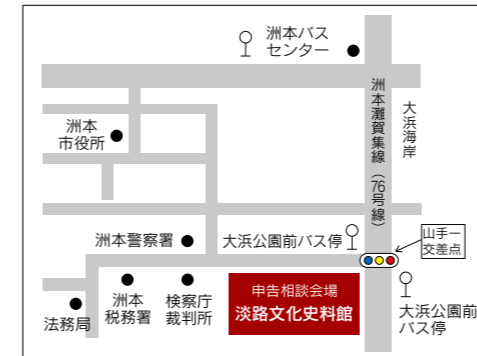 洲本バス
センター
洲本灘賀集線（76号線）
大浜海岸
洲本
市役所
洲本警察署
大浜公園前バス停
山手一
交差点
申告相談会場
淡路文化史料館
法務局
洲本
税務署
検察庁
裁判所
大浜公園前
バス停